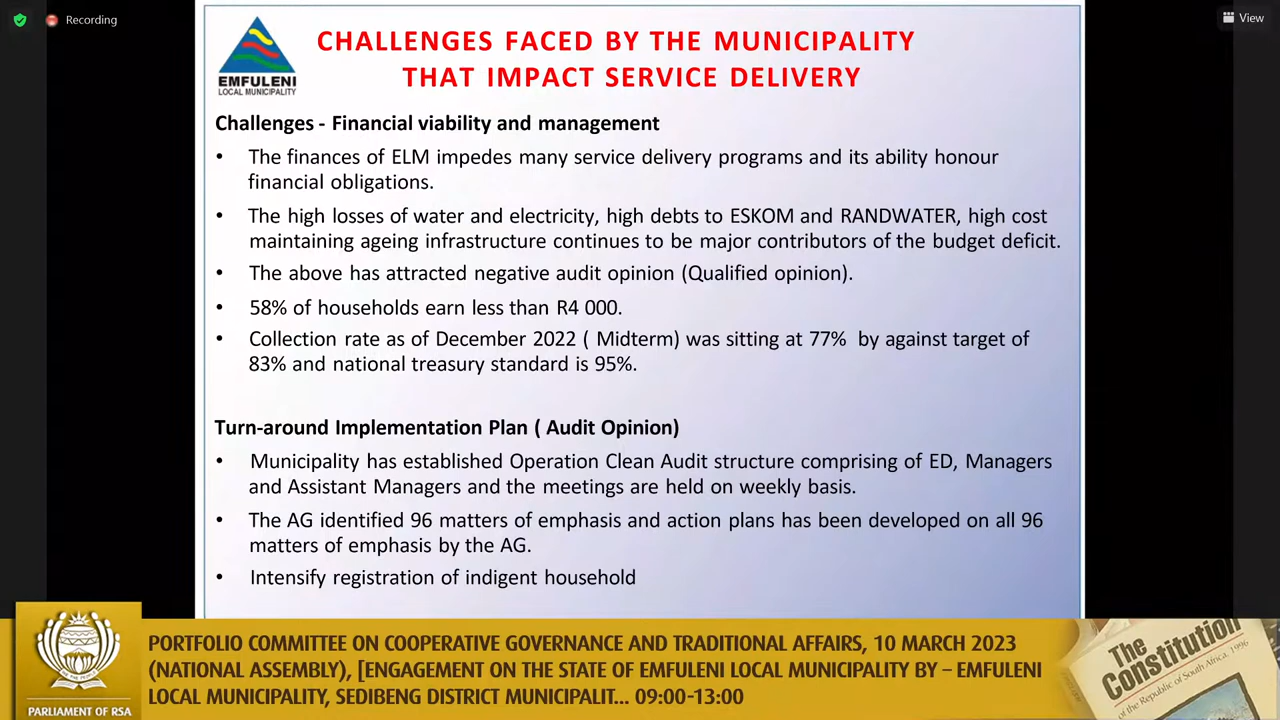 Recording
View
EMFULENI
LOCAL MUNICIPALITY
CHALLENGES FACED BY THE MUNICIPALITY
THAT IMPACT SERVICE DELIVERY
Challenges - Financial viability and management
• The finances of ELM impedes many service delivery programs and its ability honour
financial obligations.
• The high losses of water and electricity, high debts to ESKOM and RANDWATER, high cost
maintaining ageing infrastructure continues to be major contributors of the budget deficit.
• The above has attracted negative audit opinion (Qualified opinion).
• 58% of households earn less than R4 000.
• Collection rate as of December 2022 ( Midterm) was sitting at 77% by against target of
83% and national treasury standard is 95%.
Turn-around Implementation Plan ( Audit Opinion)
• Municipality has established Operation Clean Audit structure comprising of ED, Managers
and Assistant Managers and the meetings are held on weekly basis.
• The AG identified 96 matters of emphasis and action plans has been developed on all 96
matters of emphasis by the AG.
• Intensify registration of indigent household
PORTFOLIO COMMITTEE ON COOPERATIVE GOVERNANCE AND TRADITIONAL AFFAIRS, 10 MARCH 2023
(NATIONAL ASSEMBLY), [ENGAGEMENT ON THE STATE OF EMFULENI LOCAL MUNICIPALITY BY – EMFULENI
LOCAL MUNICIPALITY, SEDIBENG DISTRICT MUNICIPALIT... 09:00-13:00
PARLIAMENT OF RSA
The
Constitution
of the Republic of South Africa, 1996